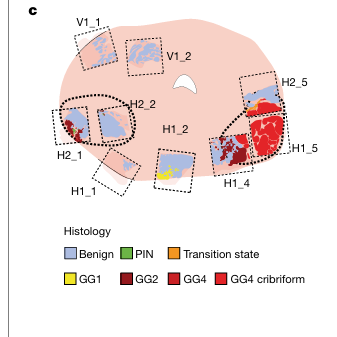 c
V1_1
V1_2
H2_5
H2_2
H1_2
H1_5
H2_1
H1_4
H1_1
Histology
Benign PIN Transition state
GG1 GG2 GG4 GG4 cribriform